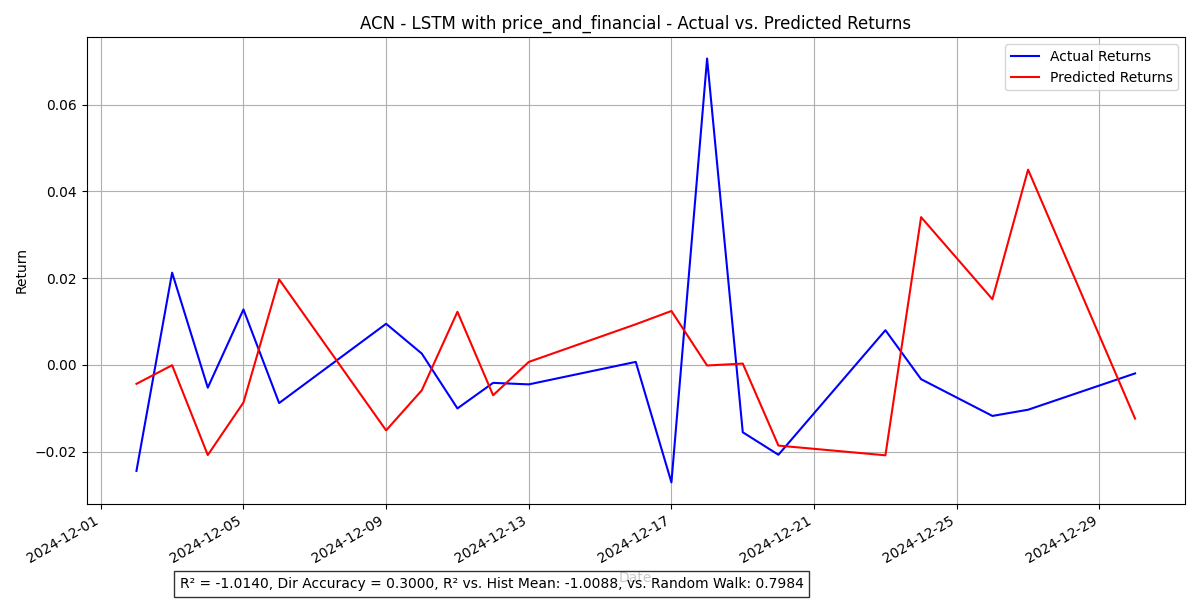 ACN - LSTM with price_and_financial - Actual vs. Predicted Returns
Actual Returns
Predicted Returns
Return
0.06
0.04
0.02
0.00
−0.02
2024-12-01
2024-12-05
2024-12-09
2024-12-13
2024-12-17
2024-12-21
2024-12-25
2024-12-29
Date
R² = -1.0140, Dir Accuracy = 0.3000, R² vs. Hist Mean: -1.0088, vs. Random Walk: 0.7984